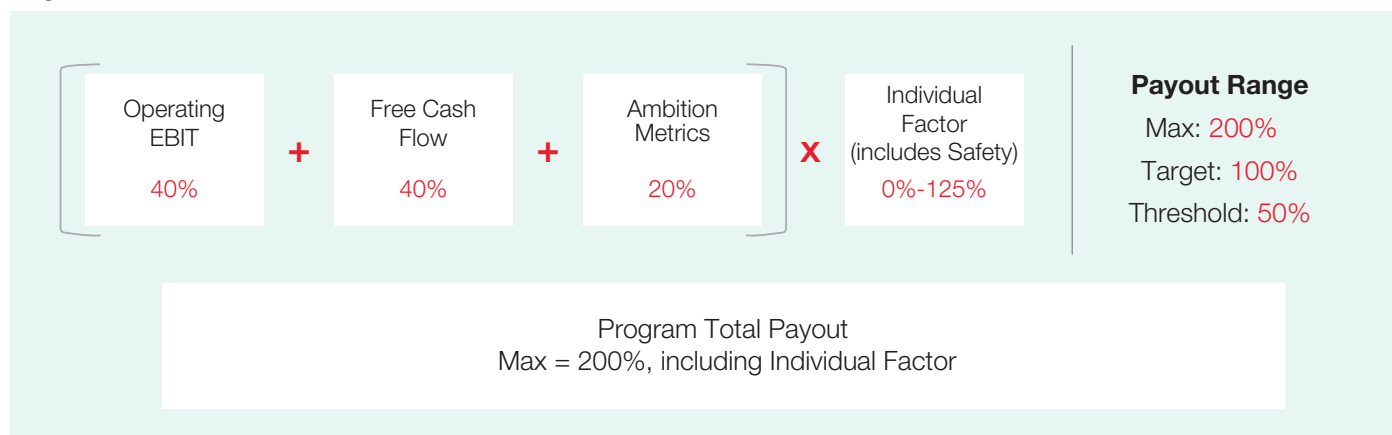 Operating
EBIT
40%
+
Free Cash
Flow
40%
+
Ambition
Metrics
20%
x
Individual
Factor
(includes Safety)
0%-125%
Payout Range
Max: 200%
Target: 100%
Threshold: 50%
Program Total Payout
Max = 200%, including Individual Factor